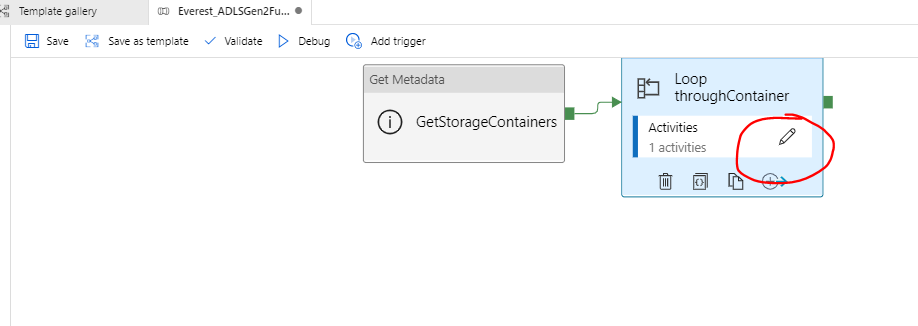 Template gallery
Everest_ADLSGen2Fu...
Save
Save as template
Validate
Debug
Add trigger
Get Metadata
GetStorageContainers
Loop
throughContainer
Activities
1 activities